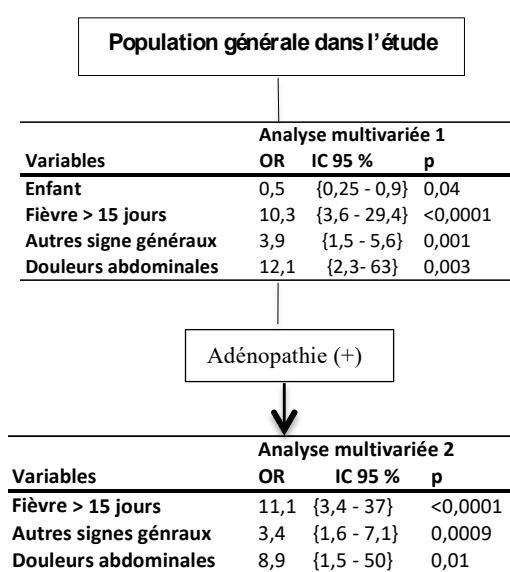 Population générale dans l'étude
Analyse multivariée 1
Variables OR IC 95 % p
Enfant 0,5 {0,25 - 0,9} 0,04
Fièvre > 15 jours 10,3 {3,6 - 29,4} <0,0001
Autres signe généraux 3,9 {1,5 - 5,6} 0,001
Douleurs abdominales 12,1 {2,3- 63} 0,003
Adénopathie (+)
Analyse multivariée 2
Variables OR IC 95 % p
Fièvre > 15 jours 11,1 {3,4 - 37} <0,0001
Autres signes génraux 3,4 {1,6 - 7,1} 0,0009
Douleurs abdominales 8,9 {1,5 - 50} 0,01